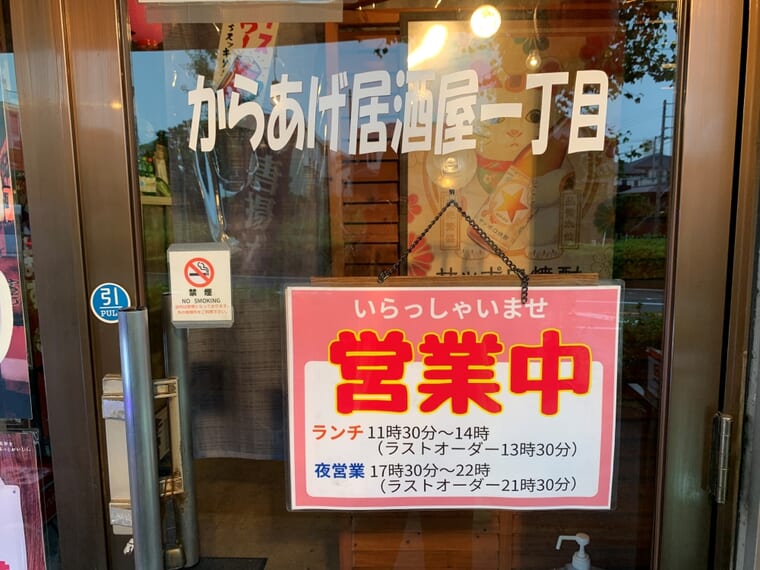 からあげ居酒屋一丁目
禁煙
NO SMOKING
引
PULL
いらっしゃいませ
営業中
ランチ 11時30分〜14時
（ラストオーダー13時30分）
夜営業 17時30分〜22時
（ラストオーダー21時30分）